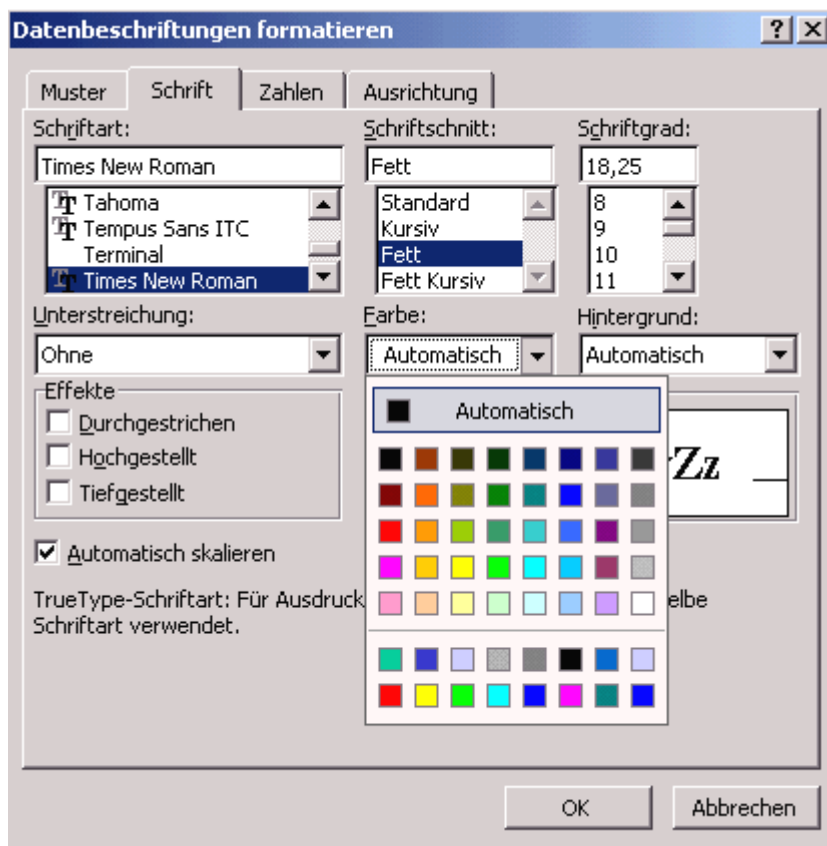 Datenbeschriftungen formatieren
Muster Schrift Zahlen Ausrichtung
Schriftart: Schriftschnitt: Schriftgrad:
Times New Roman Fett 18,25
Tahoma Standard 8
Tempus Sans ITC Kursiv 9
Terminal Fett 10
Times New Roman Fett Kursiv 11
Unterstreichung: Farbe: Hintergrund:
Ohne Automatisch Automatisch
Effekte
Automatisch
Durchgestrichen
Hochgestellt Zz
Tiefgestellt
Automatisch skalieren
TrueType-Schriftart: Für Ausdruck elbe
Schriftart verwendet.
OK Abbrechen